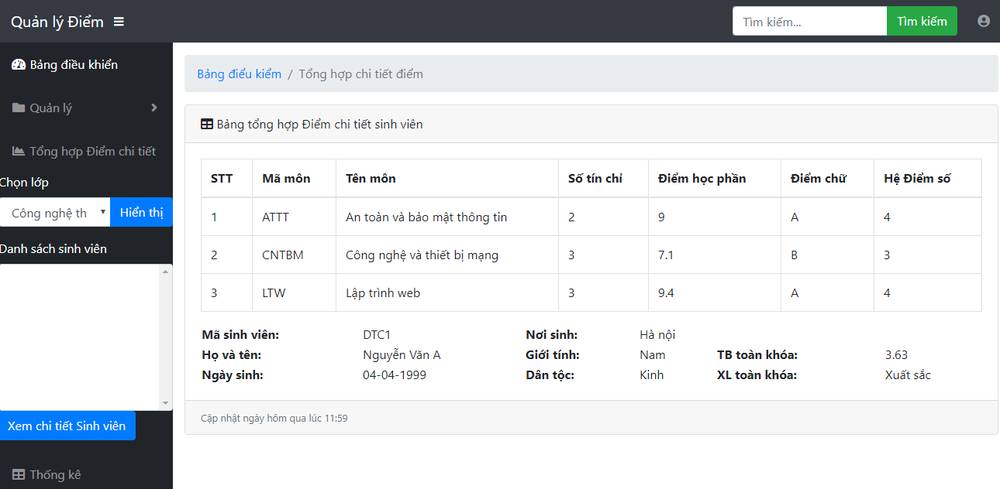 Quản lý Điểm
Tìm kiếm...
Tìm kiếm
Bảng điều khiển
Quản lý
Tổng hợp Điểm chi tiết
Chọn lớp
Công nghệ th
Hiển thị
Danh sách sinh viên
Xem chi tiết Sinh viên
Thống kê
Bảng điều kiểm / Tổng hợp chi tiết điểm
Bảng tổng hợp Điểm chi tiết sinh viên
STT Mã môn Tên môn Số tín chỉ Điểm học phần Điểm chữ Hệ Điểm số
1 ATTT An toàn và bảo mật thông tin 2 9 A 4
2 CNTBM Công nghệ và thiết bị mạng 3 7.1 B 3
3 LTW Lập trình web 3 9.4 A 4
Mã sinh viên: DTC1 Nơi sinh: Hà nội
Họ và tên: Nguyễn Văn A Giới tính: Nam TB toàn khóa: 3.63
Ngày sinh: 04-04-1999 Dân tộc: Kinh XL toàn khóa: Xuất sắc
Cập nhật ngày hôm qua lúc 11:59